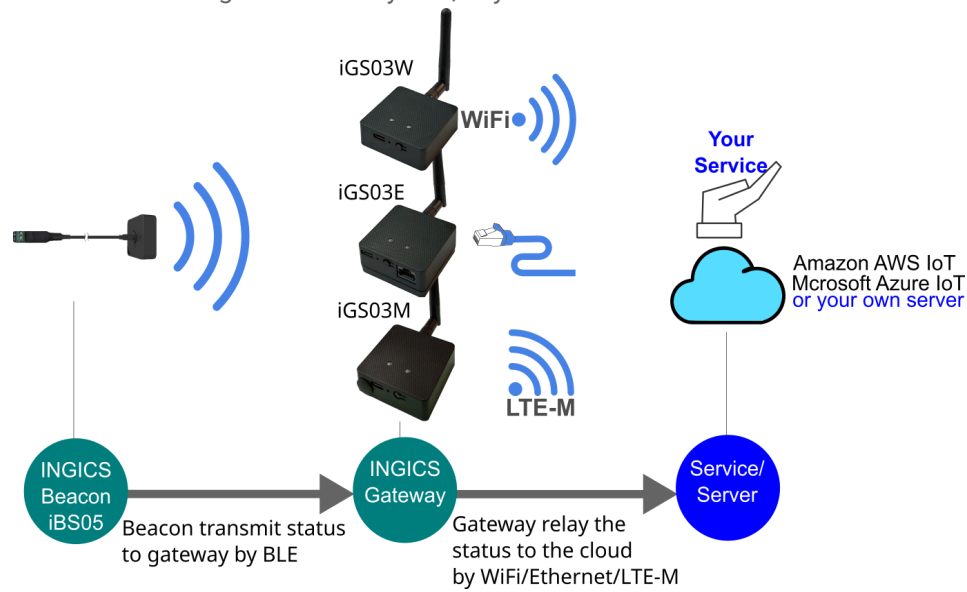 iGS03W
WiFi
iGS03E
iGS03M
LTE-M
Your
Service
Amazon AWS IoT
Mcrosoft Azure IoT
or your own server
INGICS
Beacon
iBS05
Beacon transmit status
to gateway by BLE
INGICS
Gateway
Gateway relay the
status to the cloud
by WiFi/Ethernet/LTE-M
Service/
Server